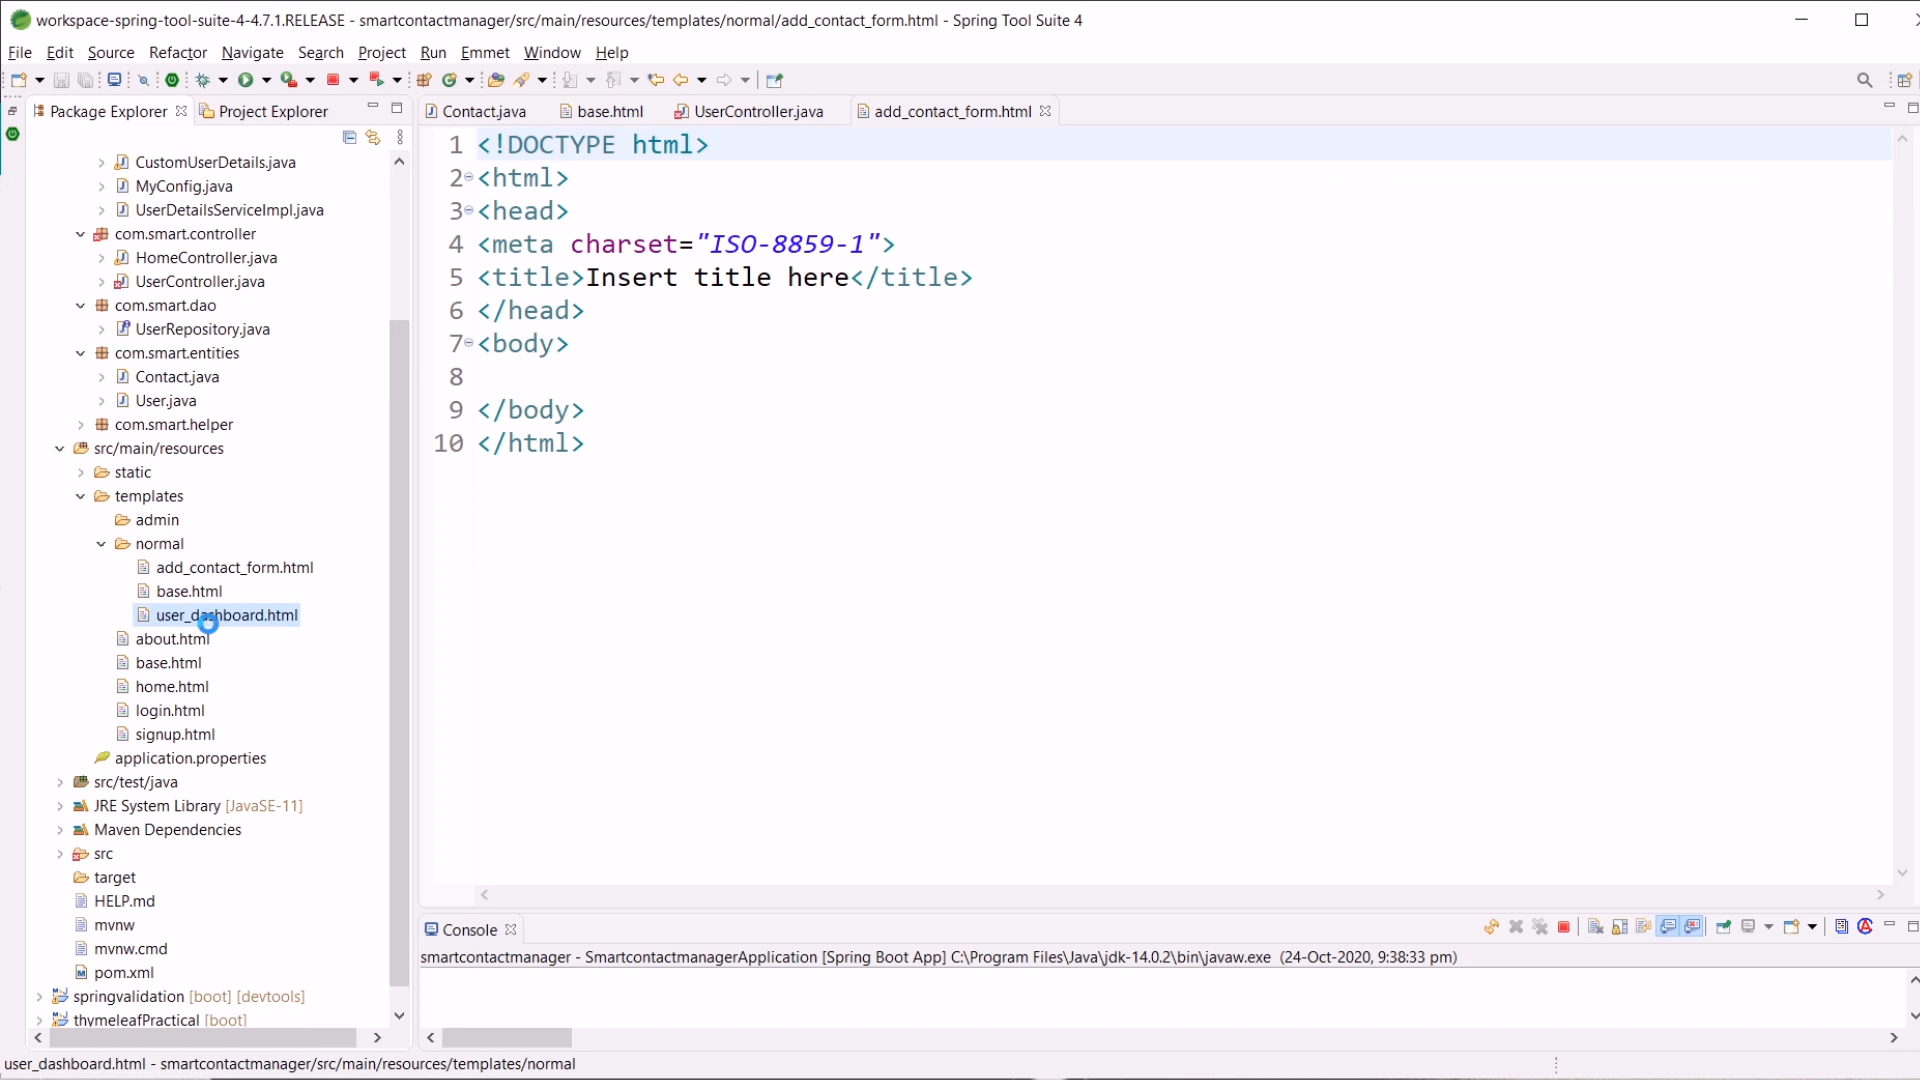 workspace-spring-tool-suite-4-4.7.1.RELEASE - smartcontactmanager/src/main/resources/templates/normal/add_contact_form.html - Spring Tool Suite 4
File Edit Source Refactor Navigate Search Project Run Emmet Window Help
Package Explorer Project Explorer
Contact.java base.html UserController.java add_contact_form.html
CustomUserDetails.java
MyConfig.java
UserDetailsServiceImpl.java
com.smart.controller
HomeController.java
UserController.java
com.smart.dao
UserRepository.java
com.smart.entities
Contact.java
User.java
com.smart.helper
src/main/resources
static
templates
admin
normal
add_contact_form.html
base.html
user_dashboard.html
about.html
base.html
home.html
login.html
signup.html
application.properties
src/test/java
JRE System Library [JavaSE-11]
Maven Dependencies
src
target
HELP.md
mvnw
mvnw.cmd
pom.xml
springvalidation [boot] [devtools]
thymeleafPractical [boot]
1 <!DOCTYPE html>
2 <html>
3 <head>
4 <meta charset="ISO-8859-1">
5 <title>Insert title here</title>
6 </head>
7 <body>
8
9 </body>
10 </html>
Console
smartcontactmanager - SmartcontactmanagerApplication [Spring Boot App] C:\Program Files\Java\jdk-14.0.2\bin\javaw.exe (24-Oct-2020, 9:38:33 pm)
user_dashboard.html - smartcontactmanager/src/main/resources/templates/normal